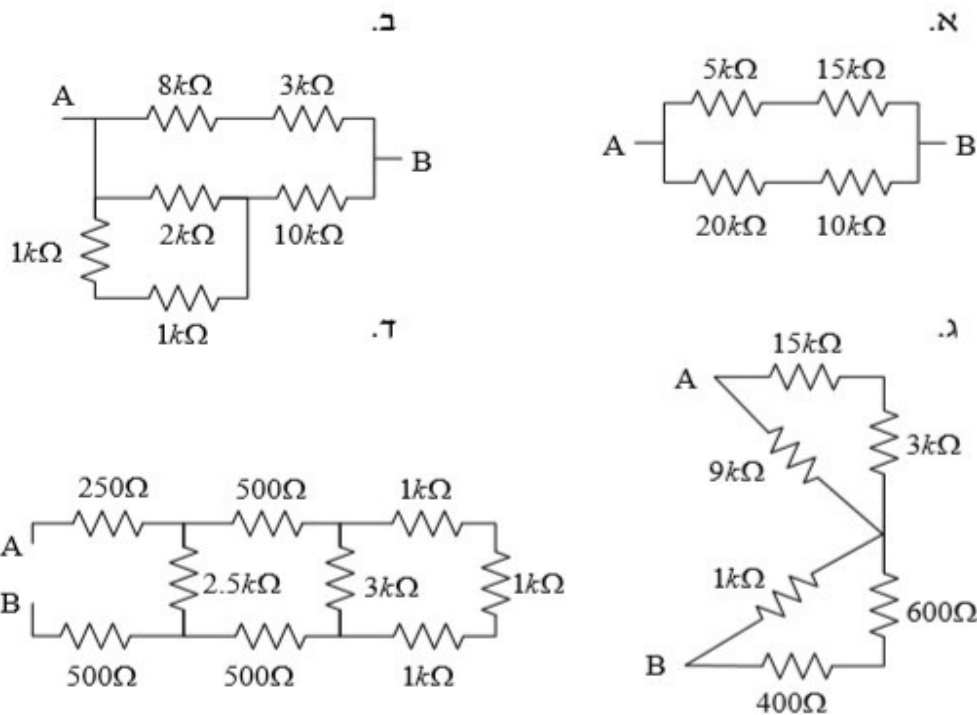 א.
5kΩ 15kΩ
A B
20kΩ 10kΩ
ב.
A 8kΩ 3kΩ
B
2kΩ 10kΩ
1kΩ
1kΩ
ג.
15kΩ
A
3kΩ
9kΩ
1kΩ
600Ω
B
400Ω
ד.
250Ω 500Ω 1kΩ
A
2.5kΩ 3kΩ 1kΩ
B
500Ω 500Ω 1kΩ